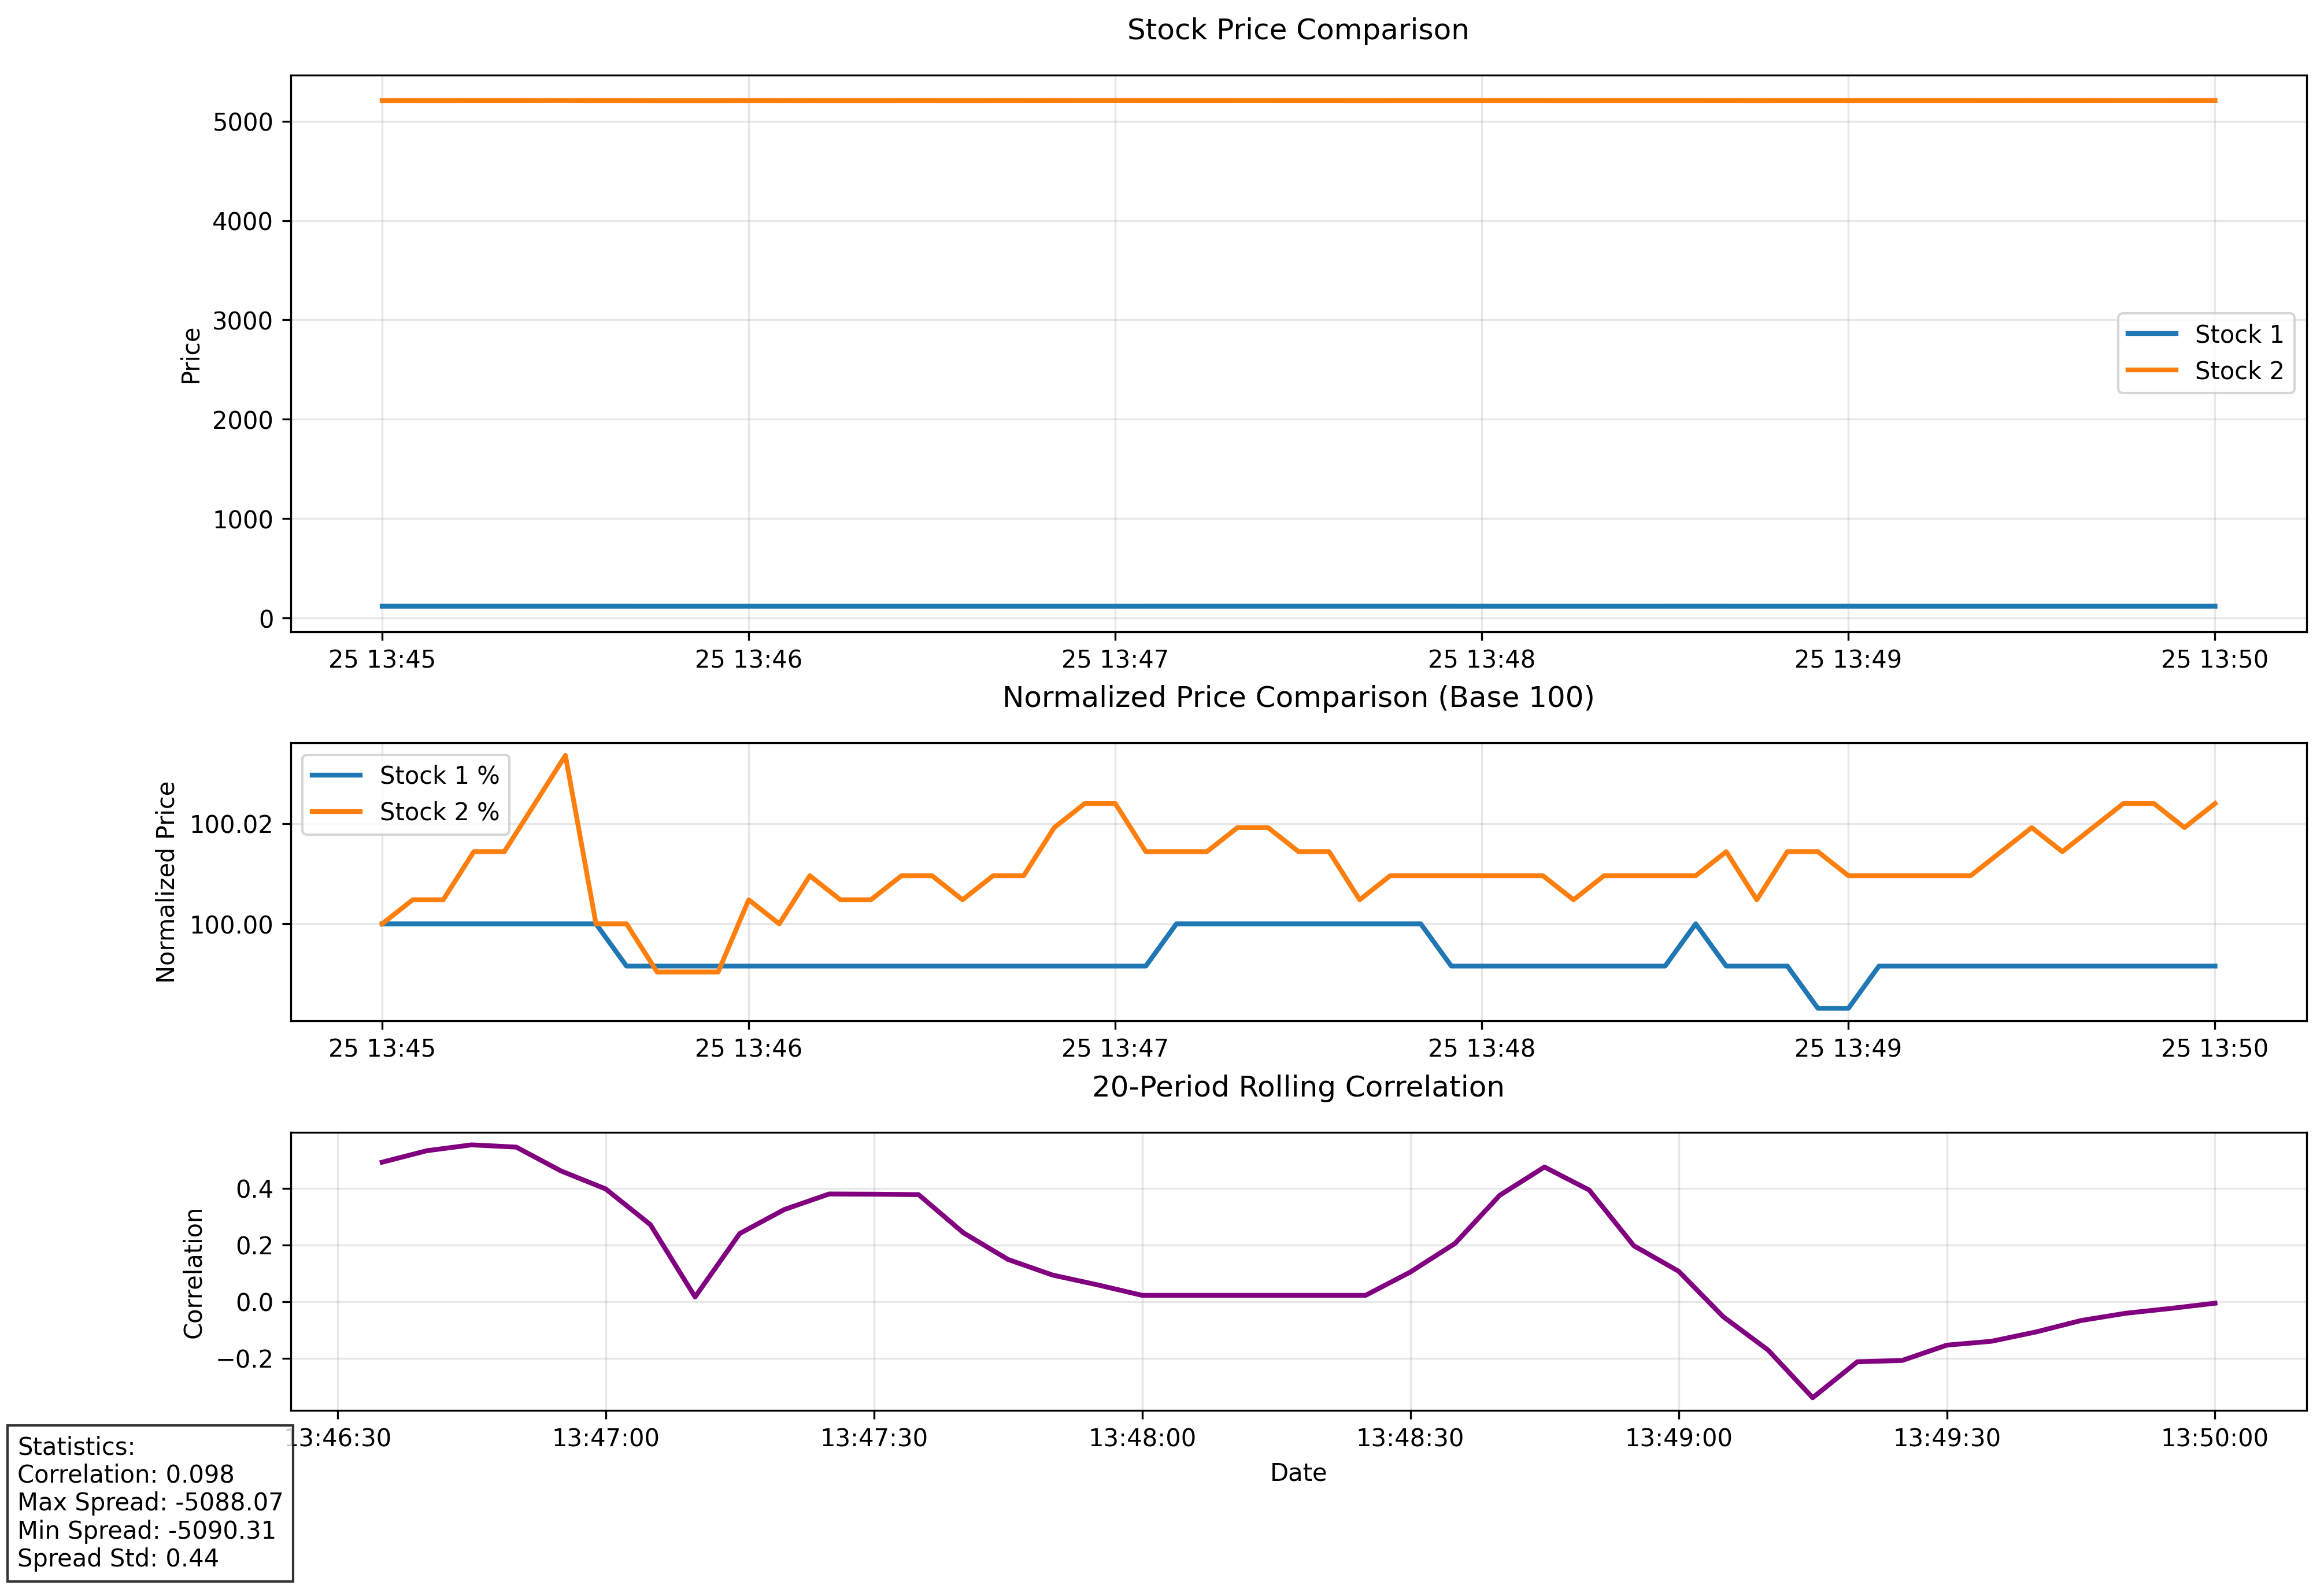 Stock Price Comparison
5000
4000
3000
2000
1000
0
Price
Stock 1
Stock 2
25 13:45 25 13:46 25 13:47 25 13:48 25 13:49 25 13:50
Normalized Price Comparison (Base 100)
Stock 1 %
Stock 2 %
100.02
100.00
Normalized Price
25 13:45 25 13:46 25 13:47 25 13:48 25 13:49 25 13:50
20-Period Rolling Correlation
0.4
0.2
0.0
−0.2
Correlation
13:46:30 13:47:00 13:47:30 13:48:00 13:48:30 13:49:00 13:49:30 13:50:00
Date
Statistics:
Correlation: 0.098
Max Spread: -5088.07
Min Spread: -5090.31
Spread Std: 0.44